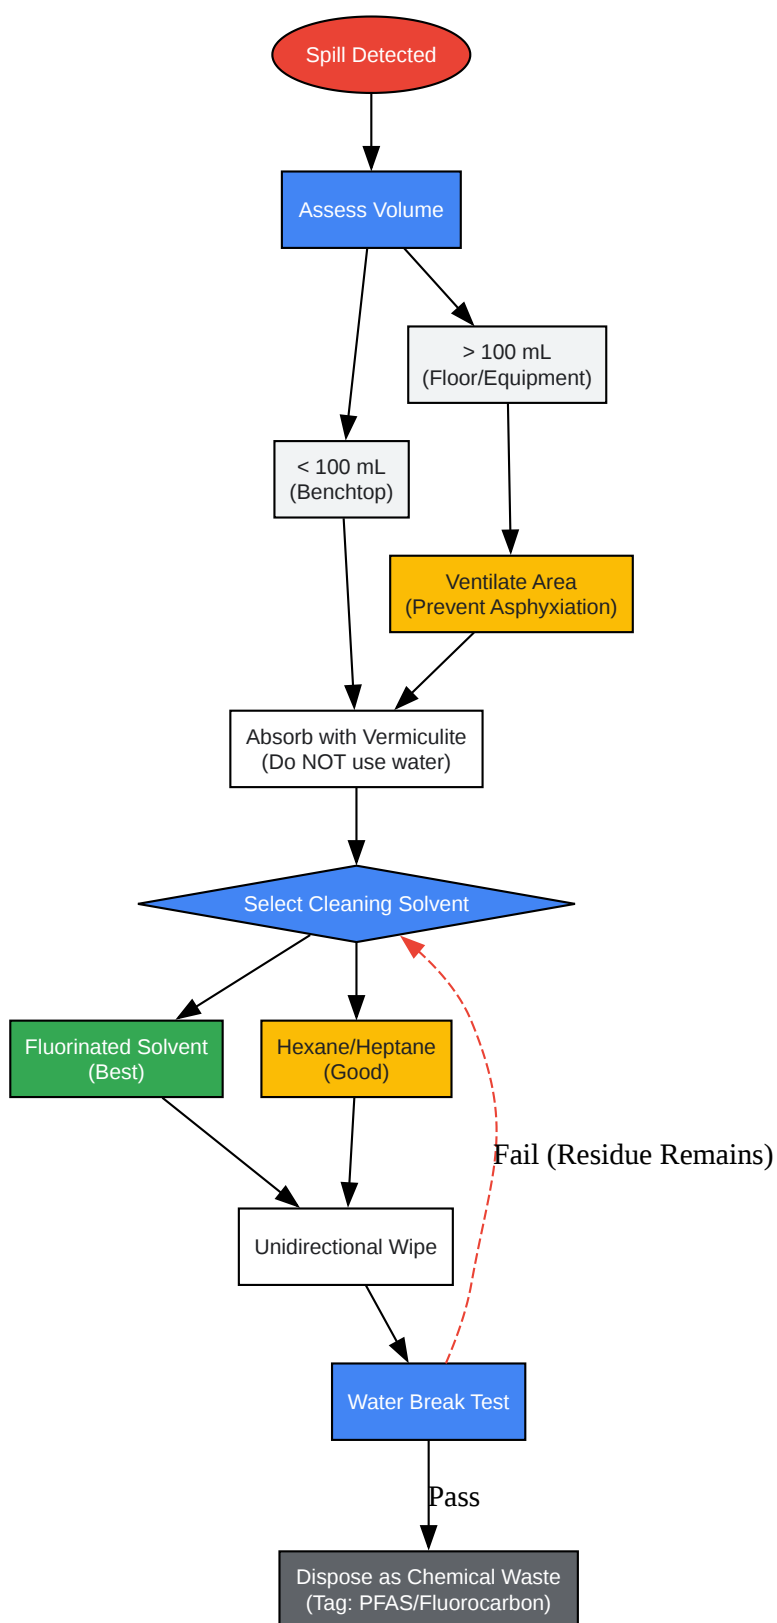 Spill Detected
Assess Volume
> 100 mL
(Floor/Equipment)
< 100 mL
(Benchtop)
Ventilate Area
(Prevent Asphyxiation)
Absorb with Vermiculite
(Do NOT use water)
Select Cleaning Solvent
Fluorinated Solvent
(Best)
Hexane/Heptane
(Good)
Fail (Residue Remains)
Unidirectional Wipe
Water Break Test
Pass
Dispose as Chemical Waste
(Tag: PFAS/Fluorocarbon)